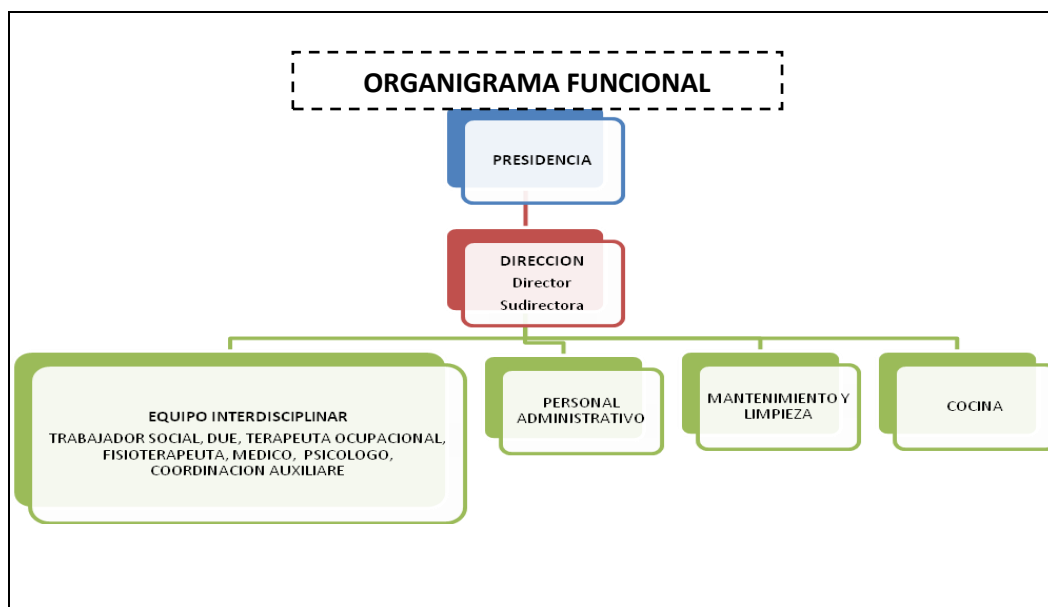 ORGANIGRAMA FUNCIONAL
PRESIDENCIA
DIRECCION
Director
Sudirectora
EQUIPO INTERDISCIPLINAR
TRABAJADOR SOCIAL, DUE, TERAPEUTA OCUPACIONAL,
FISIOTERAPEUTA, MEDICO, PSICOLOGO,
COORDINACION AUXILIARE
PERSONAL
ADMINISTRATIVO
MANTENIMIENTO Y
LIMPIEZA
COCINA